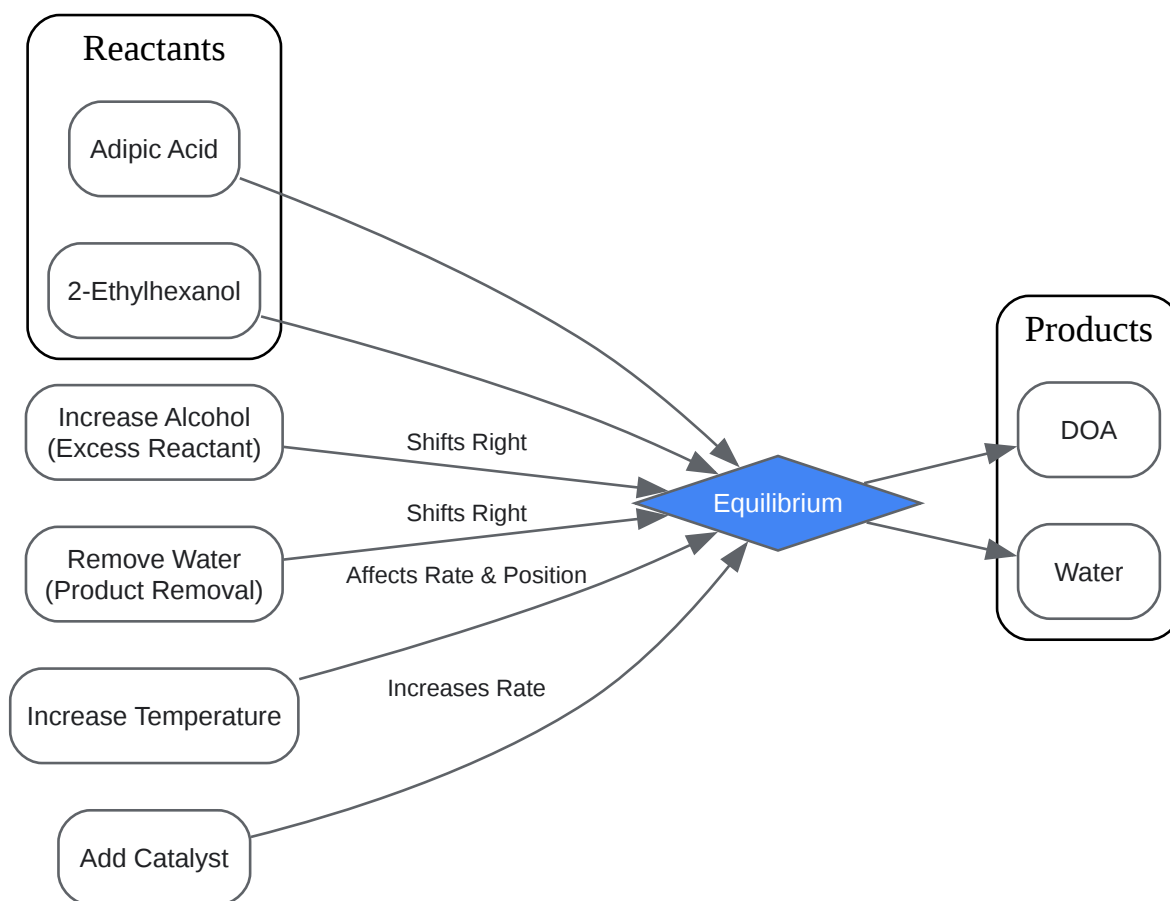 Reactants
Adipic Acid
2-Ethylhexanol
Increase Alcohol
(Excess Reactant)
Remove Water
(Product Removal)
Increase Temperature
Add Catalyst
Shifts Right
Shifts Right
Affects Rate & Position
Increases Rate
Equilibrium
Products
DOA
Water